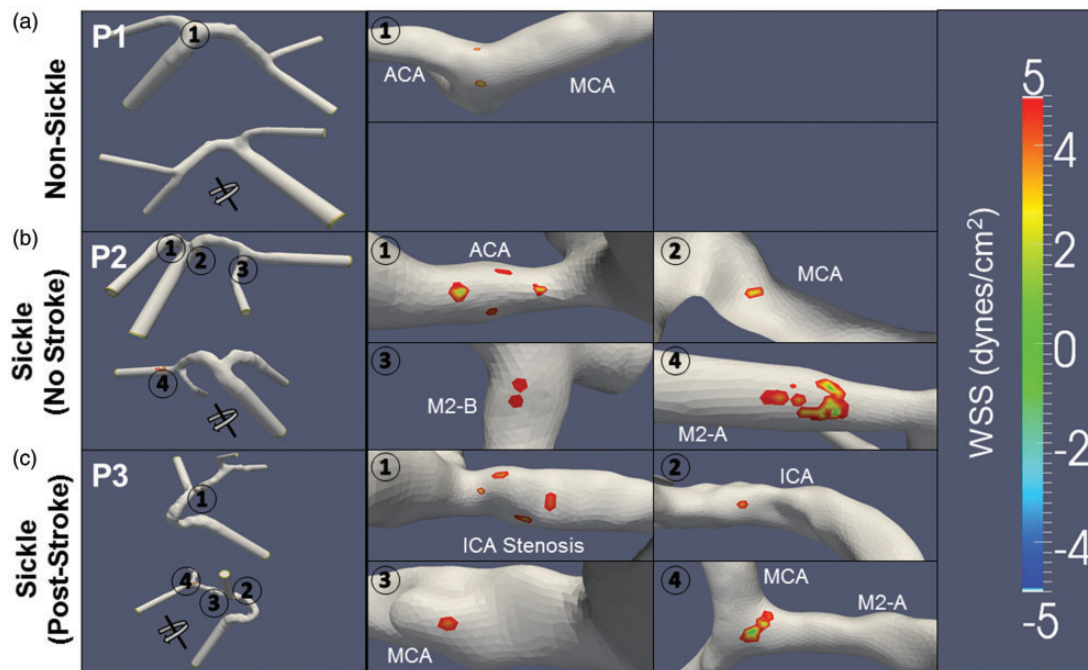 (a)
Non-Sickle
P1
1
1
ACA
MCA
(b)
Sickle
(No Stroke)
P2
1
2
3
4
1
ACA
2
MCA
3
M2-B
4
M2-A
(c)
Sickle
(Post-Stroke)
P3
1
4
3
2
1
ICA Stenosis
2
ICA
3
MCA
4
MCA
M2-A
WSS (dynes/cm²)
5
4
2
0
-2
-4
-5